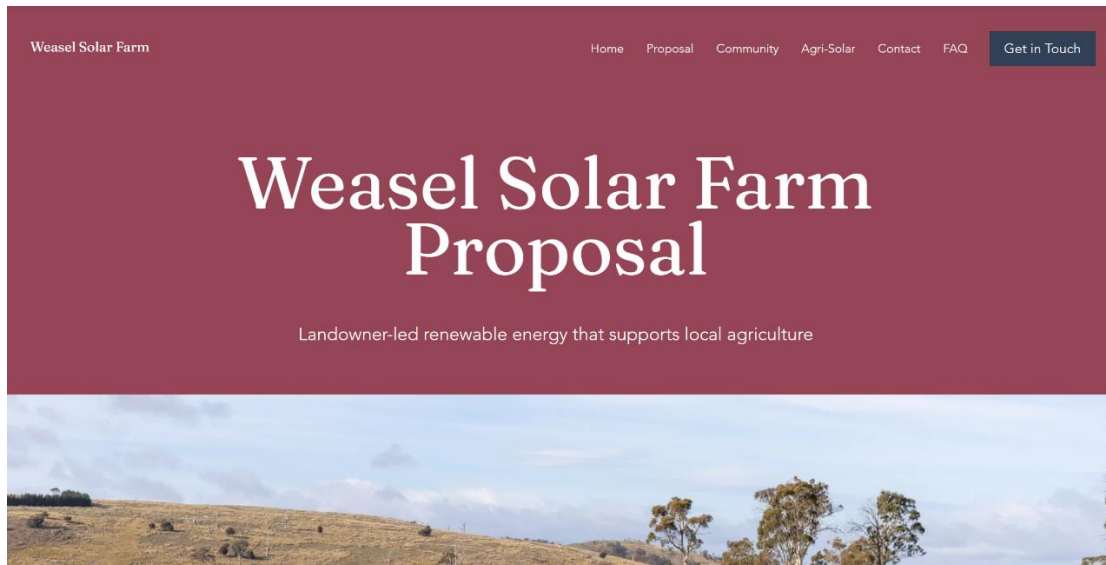 Weasel Solar Farm
Home Proposal Community Agri-Solar Contact FAQ Get in Touch
Weasel Solar Farm
Proposal
Landowner-led renewable energy that supports local agriculture